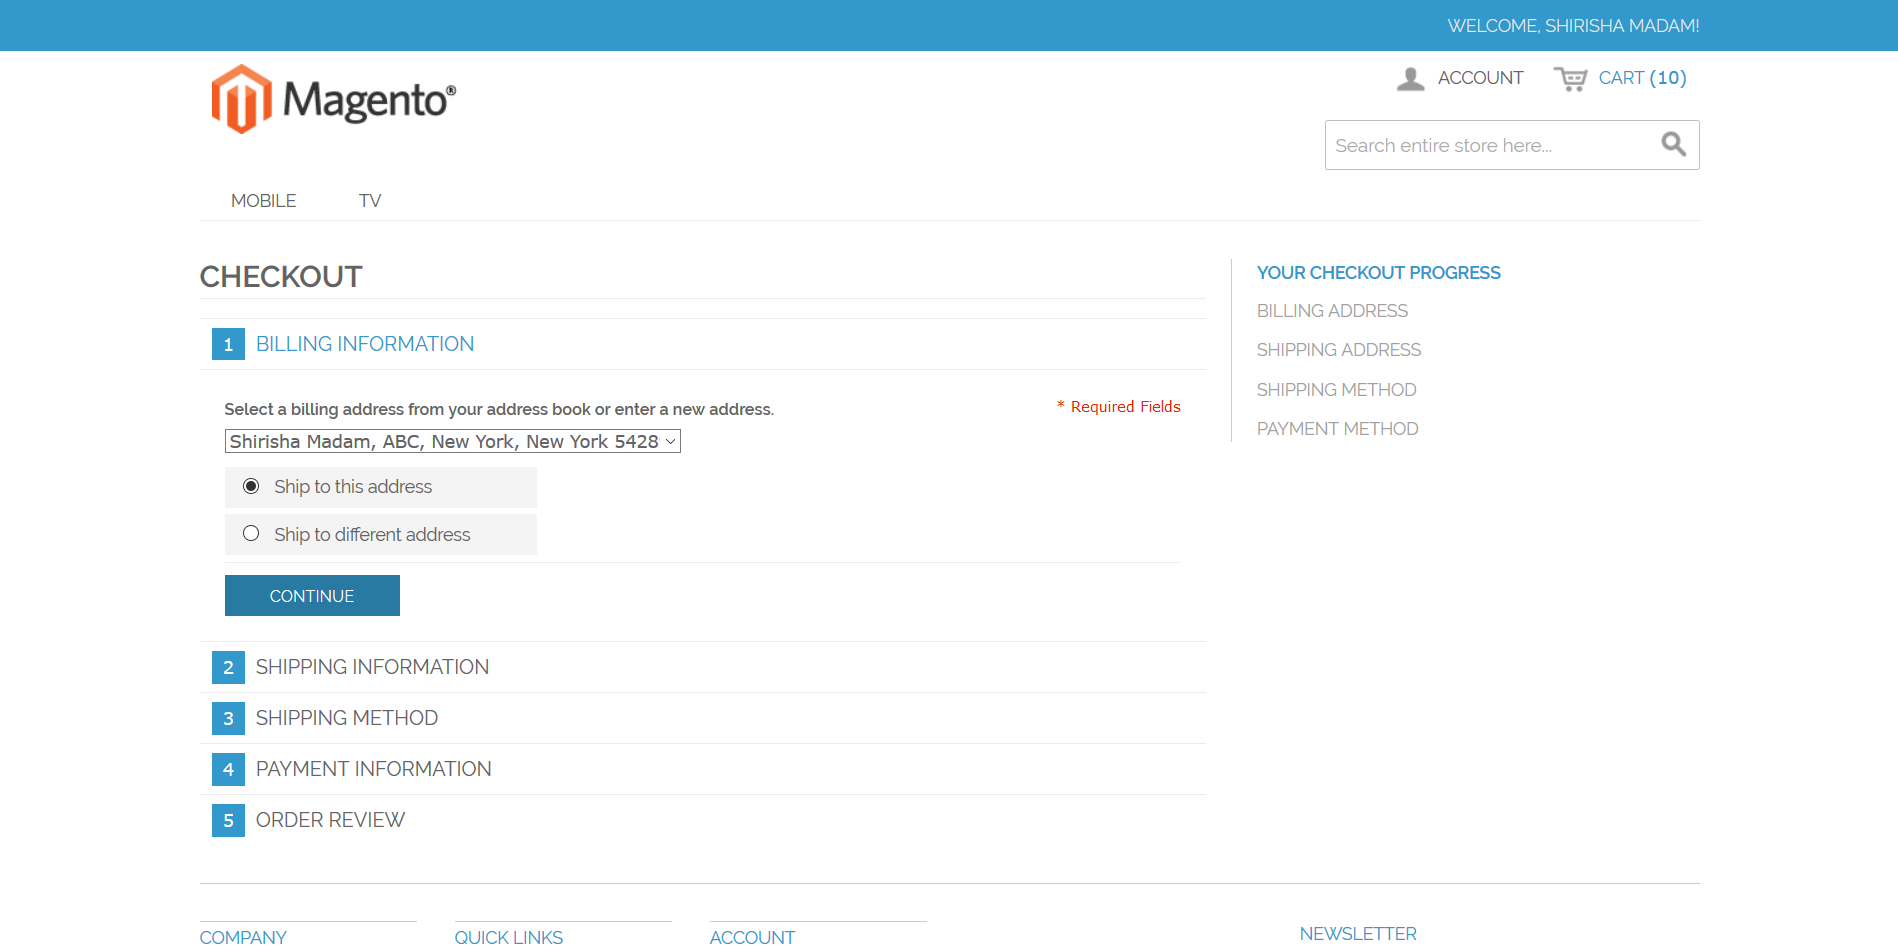 WELCOME, SHIRISHA MADAM!
Magento®
ACCOUNT
CART (10)
Search entire store here...
MOBILE
TV
CHECKOUT
1 BILLING INFORMATION
Select a billing address from your address book or enter a new address.
* Required Fields
Shirisha Madam, ABC, New York, New York 5428
Ship to this address
Ship to different address
CONTINUE
2 SHIPPING INFORMATION
3 SHIPPING METHOD
4 PAYMENT INFORMATION
5 ORDER REVIEW
YOUR CHECKOUT PROGRESS
BILLING ADDRESS
SHIPPING ADDRESS
SHIPPING METHOD
PAYMENT METHOD
COMPANY
QUICK LINKS
ACCOUNT
NEWSLETTER